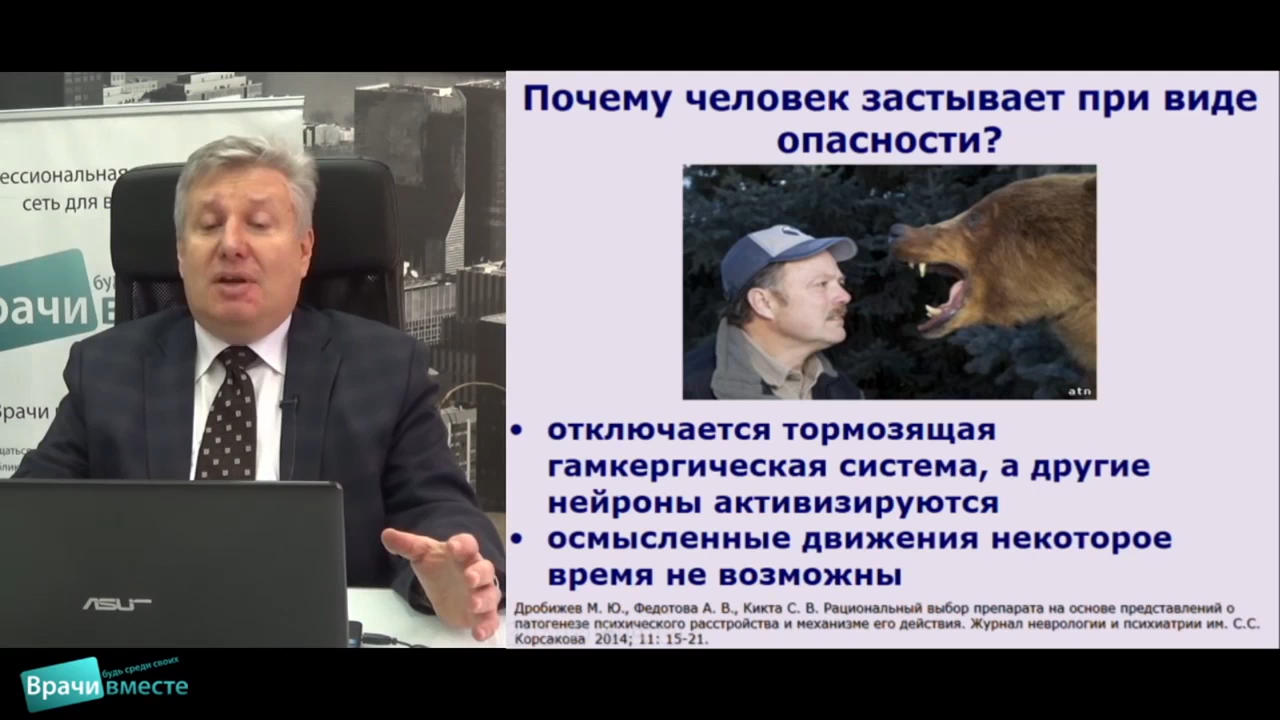 ессиональная
сеть для в
буд
рачи в
Врачи
Почему человек застывает при виде
опасности?
atn
• отключается тормозящая
гамкергическая система, а другие
нейроны активизируются
• осмысленные движения некоторое
время не возможны
Дробижев М. Ю., Федотова А. В., Кикта С. В. Рациональный выбор препарата на основе представлений о
патогенезе психического расстройства и механизме его действия. Журнал неврологии и психиатрии им. С.С.
Корсакова 2014; 11: 15-21.
ASUS
будь среди своих
Врачи вместе